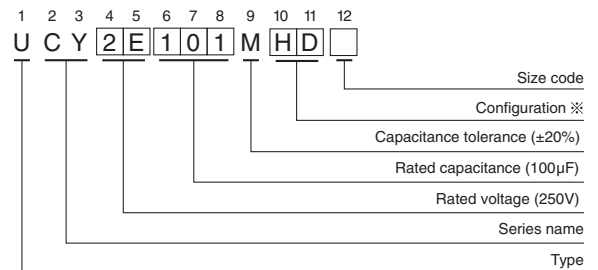 1 2 3 4 5 6 7 8 9 10 11 12
U C Y 2 E 1 0 1 M H D
Size code
Configuration ※
Capacitance tolerance (±20%)
Rated capacitance (100µF)
Rated voltage (250V)
Series name
Type